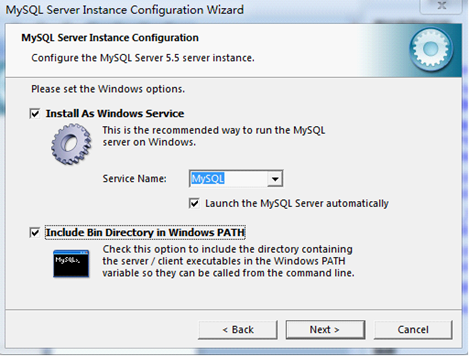 MySQL Server Instance Configuration Wizard
MySQL Server Instance Configuration
Configure the MySQL Server 5.5 server instance.
Please set the Windows options.
Install As Windows Service
This is the recommended way to run the MySQL
server on Windows.
Service Name: MySQL
Launch the MySQL Server automatically
Include Bin Directory in Windows PATH
Check this option to include the directory containing
the server / client executables in the Windows PATH
variable so they can be called from the command line.
MySQL>_
< Back Next > Cancel